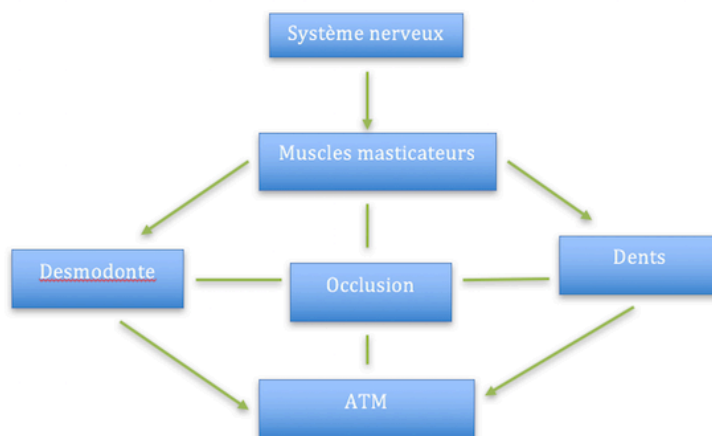 Système nerveux
Muscles masticateurs
Desmodonte
Occlusion
Dents
ATM